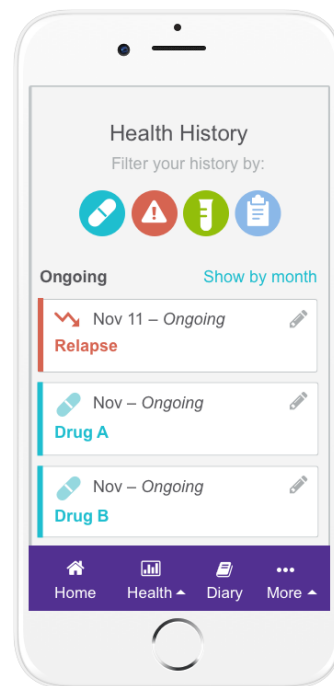 Health History
Filter your history by:
Ongoing Show by month
Nov 11 – Ongoing
Relapse
Nov – Ongoing
Drug A
Nov – Ongoing
Drug B
Home Health Diary More